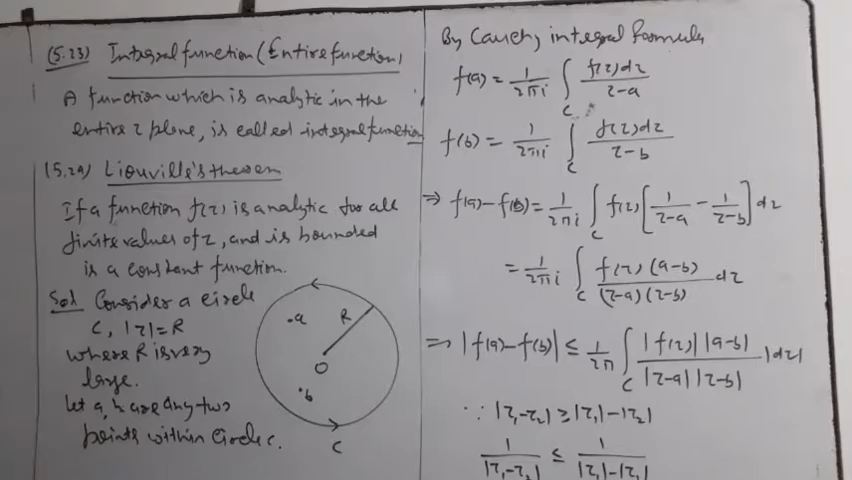 (5.23) Integral function (Entire function)
A function which is analytic in the
entire z plane, is called integral function
(5.24) Liouville's theorem
If a function f(z) is analytic for all
finite values of z, and is bounded
is a constant function.
Sol Consider a circle
C, |z|=R
where R is very
large.
let a, b are any two
points within circle C.
.a
R
O
.b
C
By Cauchy integral formula
f(a) = 1/2πi ∫_C f(z)dz/z-a
f(b) = 1/2πi ∫_C f(z)dz/z-b
⇒ f(a)-f(b) = 1/2πi ∫_C f(z)[1/z-a - 1/z-b]dz
= 1/2πi ∫_C f(z)(a-b)/(z-a)(z-b) dz
⇒ |f(a)-f(b)| ≤ 1/2π ∫_C |f(z)||a-b|/|z-a||z-b| |dz|
∵ |z₁-z₂| ≥ |z₁|-|z₂|
1/|z₁-z₂| ≤ 1/|z₁|-|z₂|